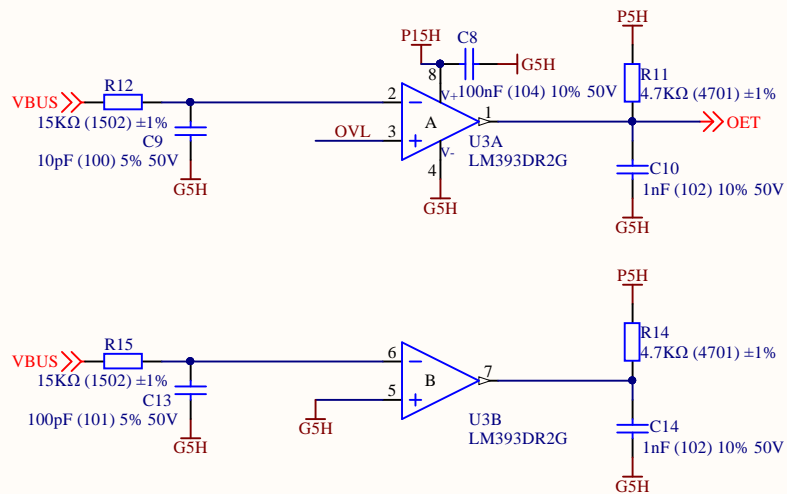 P15H
C8
G5H
8
100nF (104) 10% 50V
V+
P5H
R11
4.7KΩ (4701) ±1%
VBUS
R12
15KΩ (1502) ±1%
C9
10pF (100) 5% 50V
G5H
2
OVL
3
A
1
U3A
LM393DR2G
V-
4
G5H
OET
C10
1nF (102) 10% 50V
G5H
P5H
R14
4.7KΩ (4701) ±1%
VBUS
R15
15KΩ (1502) ±1%
C13
100pF (101) 5% 50V
G5H
6
5
G5H
B
7
U3B
LM393DR2G
C14
1nF (102) 10% 50V
G5H